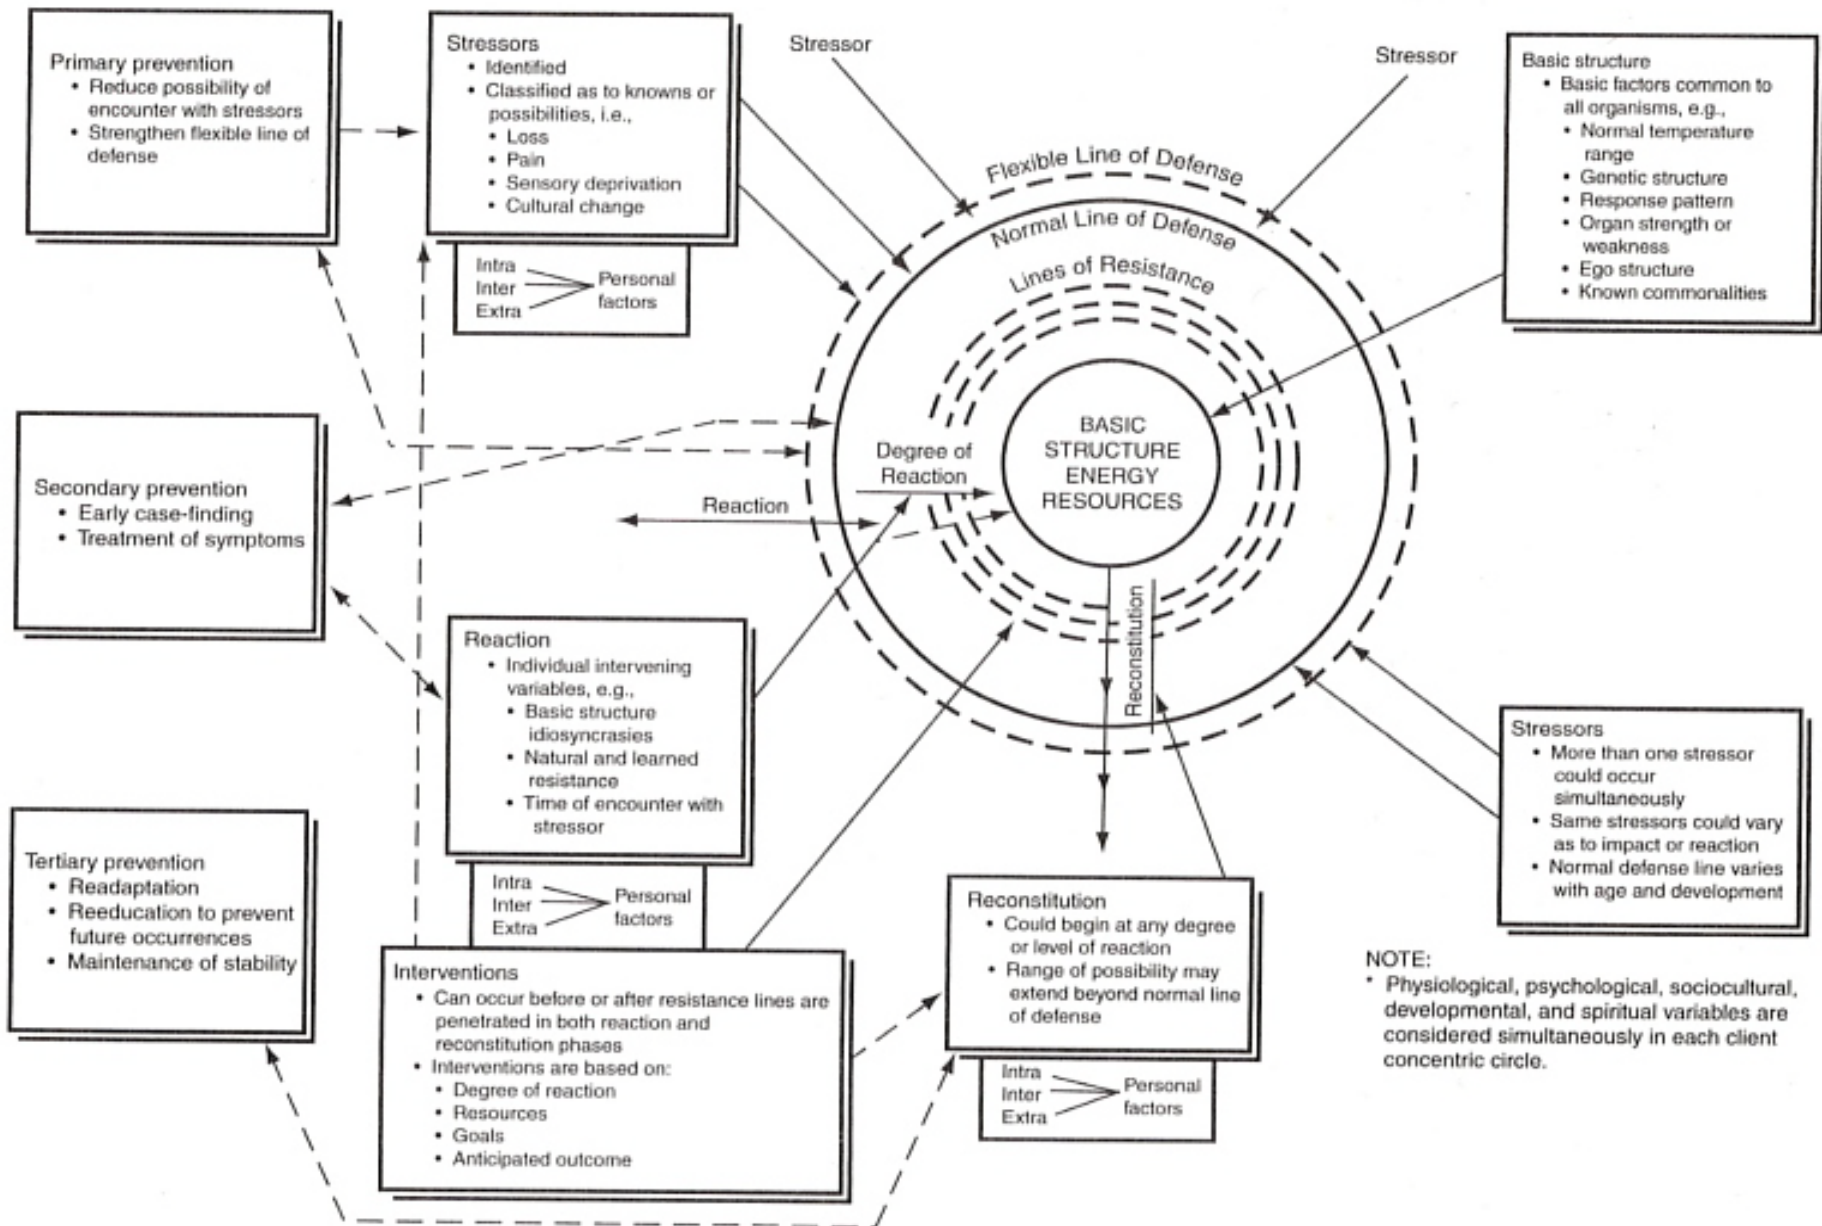 Primary prevention
• Reduce possibility of
encounter with stressors
• Strengthen flexible line of
defense
Stressors
• Identified
• Classified as to knowns or
possibilities, i.e.,
• Loss
• Pain
• Sensory deprivation
• Cultural change
Intra
Inter
Extra
Personal
factors
Stressor
Stressor
Basic structure
• Basic factors common to
all organisms, e.g.,
• Normal temperature
range
• Genetic structure
• Response pattern
• Organ strength or
weakness
• Ego structure
• Known commonalities
Flexible Line of Defense
Normal Line of Defense
Lines of Resistance
BASIC
STRUCTURE
ENERGY
RESOURCES
Degree of
Reaction
Reaction
Reconstitution
Secondary prevention
• Early case-finding
• Treatment of symptoms
Reaction
• Individual intervening
variables, e.g.,
• Basic structure
idiosyncrasies
• Natural and learned
resistance
• Time of encounter with
stressor
Intra
Inter
Extra
Personal
factors
Stressors
• More than one stressor
could occur
simultaneously
• Same stressors could vary
as to impact or reaction
• Normal defense line varies
with age and development
Tertiary prevention
• Readaptation
• Reeducation to prevent
future occurrences
• Maintenance of stability
Interventions
• Can occur before or after resistance lines are
penetrated in both reaction and
reconstitution phases
• Interventions are based on:
• Degree of reaction
• Resources
• Goals
• Anticipated outcome
Reconstitution
• Could begin at any degree
or level of reaction
• Range of possibility may
extend beyond normal line
of defense
Intra
Inter
Extra
Personal
factors
NOTE:
* Physiological, psychological, sociocultural,
developmental, and spiritual variables are
considered simultaneously in each client
concentric circle.